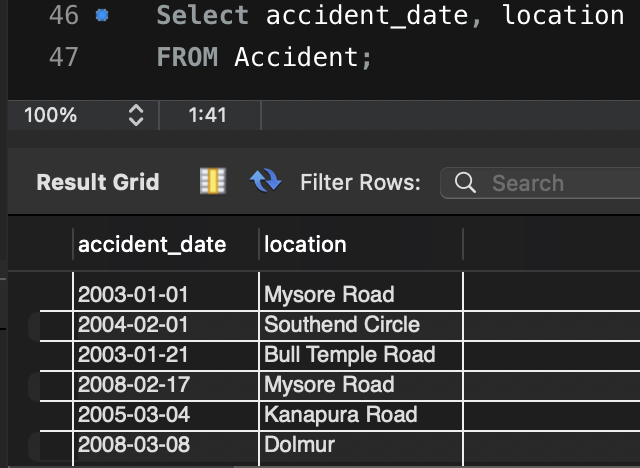 46 Select accident_date, location
47 FROM Accident;
100% 1:41
Result Grid Filter Rows: Search
accident_date location
2003-01-01 Mysore Road
2004-02-01 Southend Circle
2003-01-21 Bull Temple Road
2008-02-17 Mysore Road
2005-03-04 Kanapura Road
2008-03-08 Dolmur